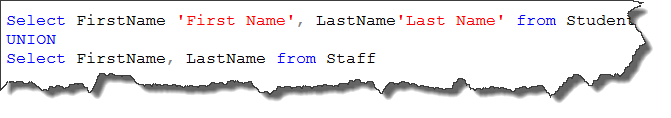 Select FirstName 'First Name', LastName'Last Name' from Student
UNION
Select FirstName, LastName from Staff